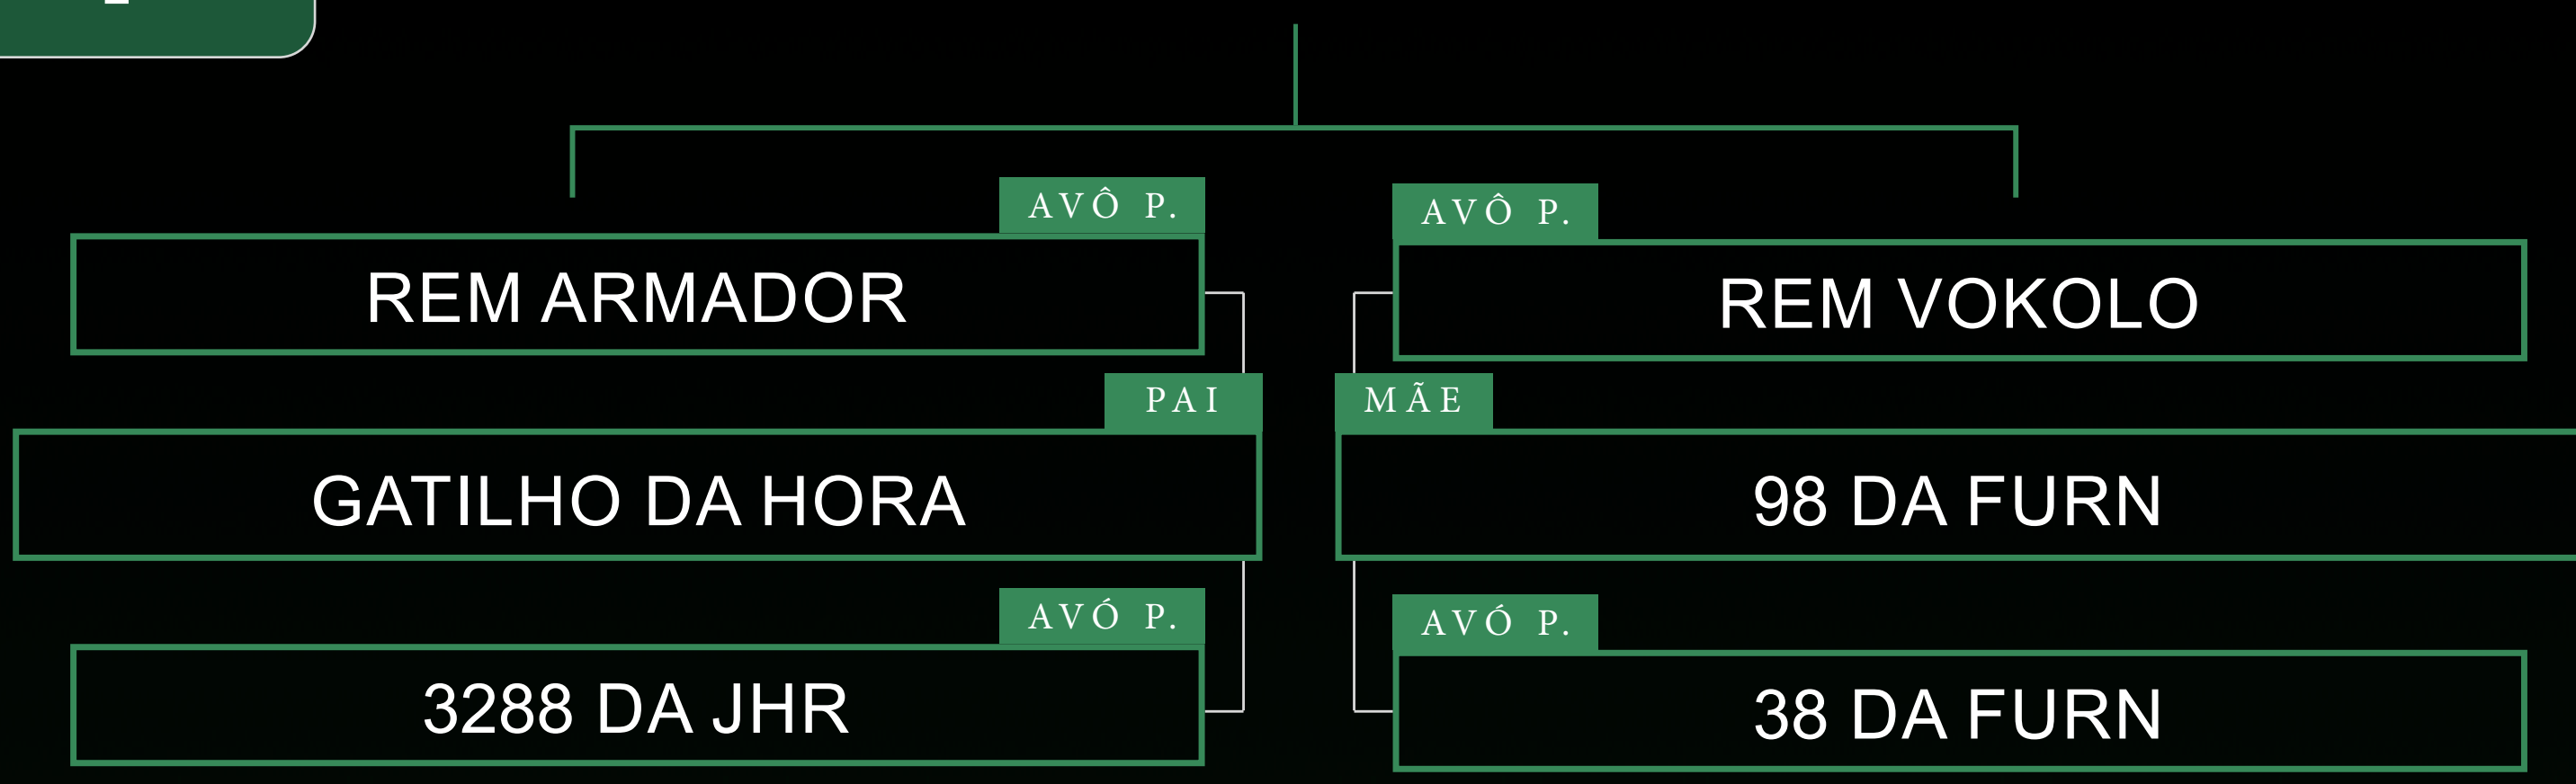 AVÔ P.
REM ARMADOR
PAI
GATILHO DA HORA
AVÓ P.
3288 DA JHR
AVÔ P.
REM VOKOLO
MÃE
98 DA FURN
AVÓ P.
38 DA FURN